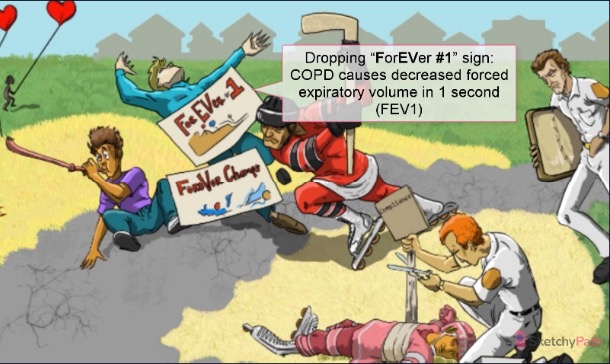 Dropping "ForEVer #1" sign:
COPD causes decreased forced
expiratory volume in 1 second
(FEV1)
ForEVer #1
ForeVer Champs
Compliance
SketchyPath